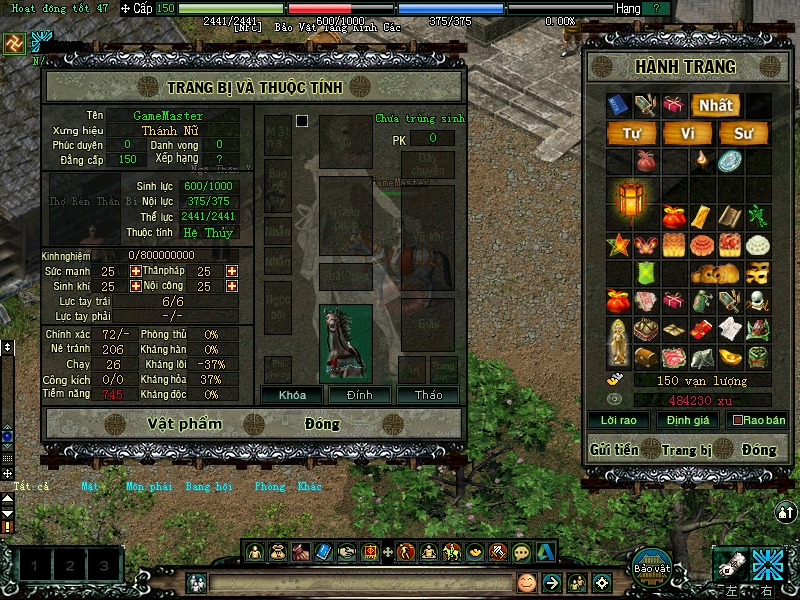 Hoạt động tốt 47 Cấp 150 2441/2441 600/1000 375/375 0.00% Hạng ?
[NPC] Bảo Vật Tàng Kinh Các
TRANG BỊ VÀ THUỘC TÍNH
Tên GameMaster
Xưng hiệu Thánh Nữ
Phúc duyên 0 Danh vọng 0
Đẳng cấp 150 Xếp hạng ?
Chưa trùng sinh
PK 0
GameMaster
Thợ Rèn Thần Bí
Sinh lực 600/1000
Nội lực 375/375
Thể lực 2441/2441
Thuộc tính Hệ Thủy
Kinhnghiệm 0/800000000
Sức mạnh 25 Thânpháp 25
Sinh khí 25 Nội công 25
Lực tay trái 6/6
Lực tay phải -/-
Chính xác 72/- Phòng thủ 0%
Né tránh 206 Kháng hàn 0%
Chạy 26 Kháng lôi -37%
Công kích 0/0 Kháng hỏa 37%
Tiềm năng 745 Kháng độc 0%
Khóa Đính Tháo
Vật phẩm Đóng
HÀNH TRANG
Nhất
Tự Vi Sư
150 vạn lượng
484230 xu
Lời rao Định giá Rao bán
Gửi tiền Trang bị Đóng
Tất cả Mật Môn phái Bang hội Phòng Khác
1 2 3
Bảo vật
左 右